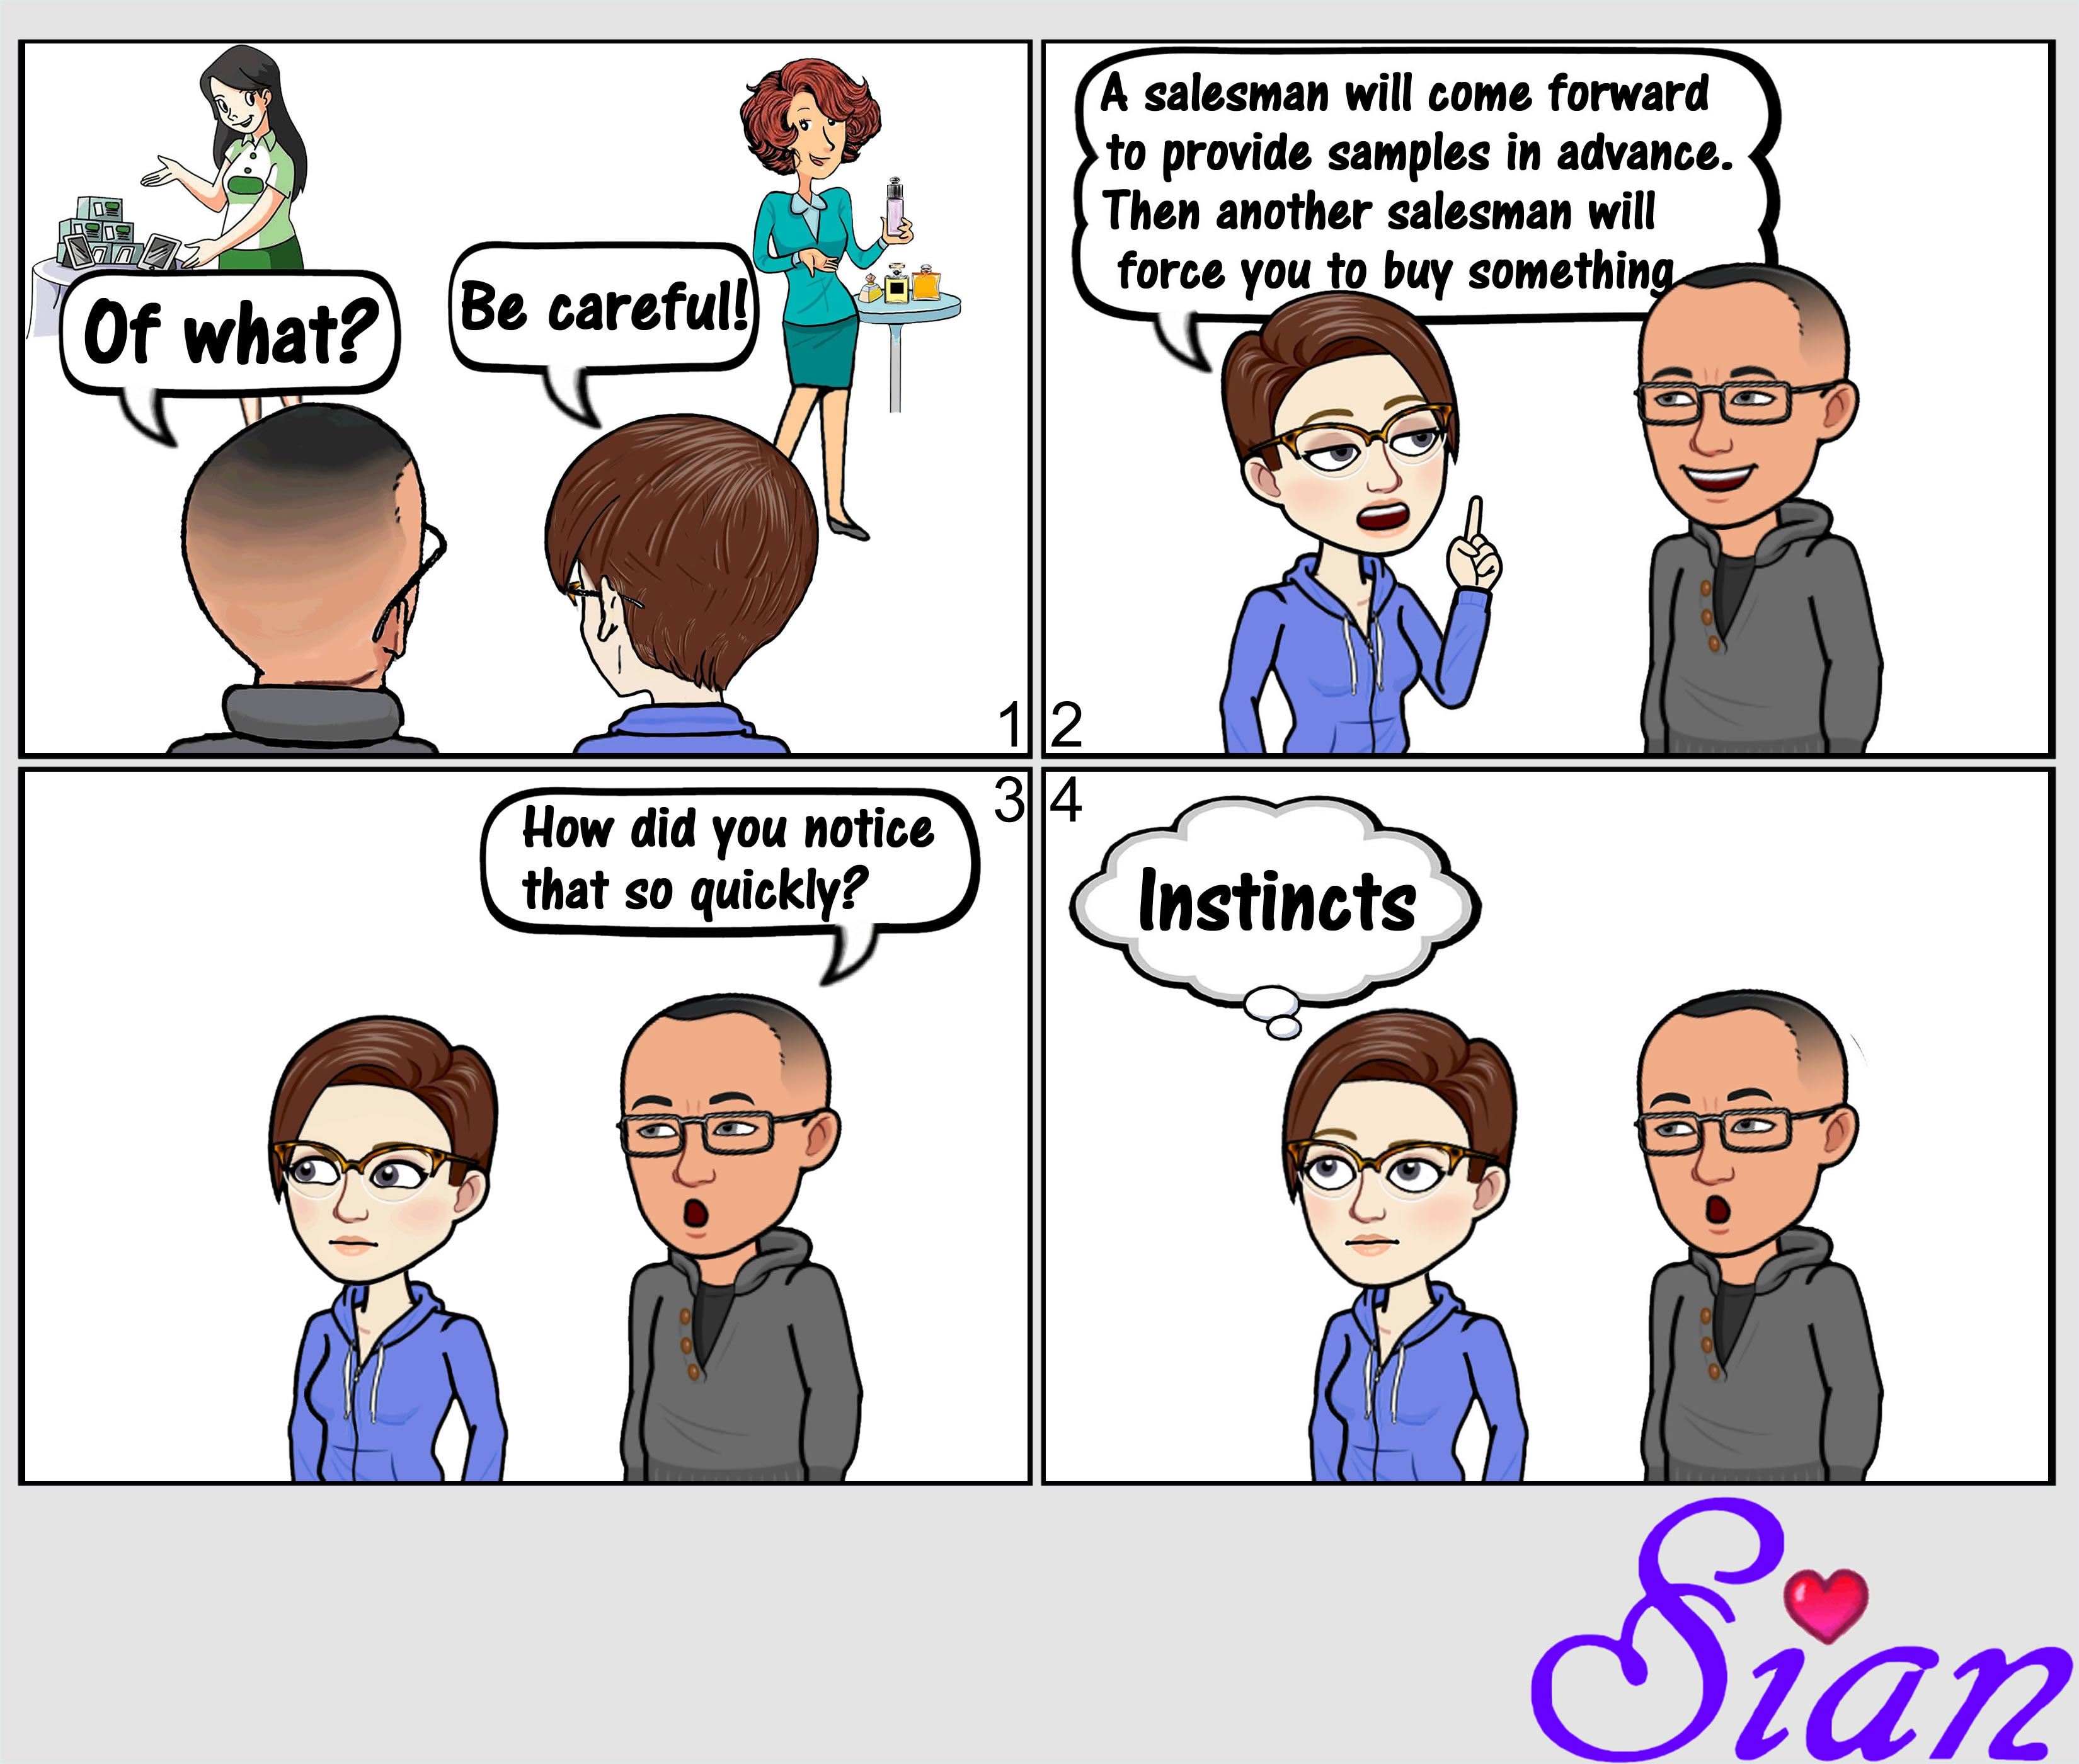 Be careful!
Of what?
1
2
A salesman will come forward
to provide samples in advance.
Then another salesman will
force you to buy something
3
How did you notice
that so quickly?
4
Instincts
Sian